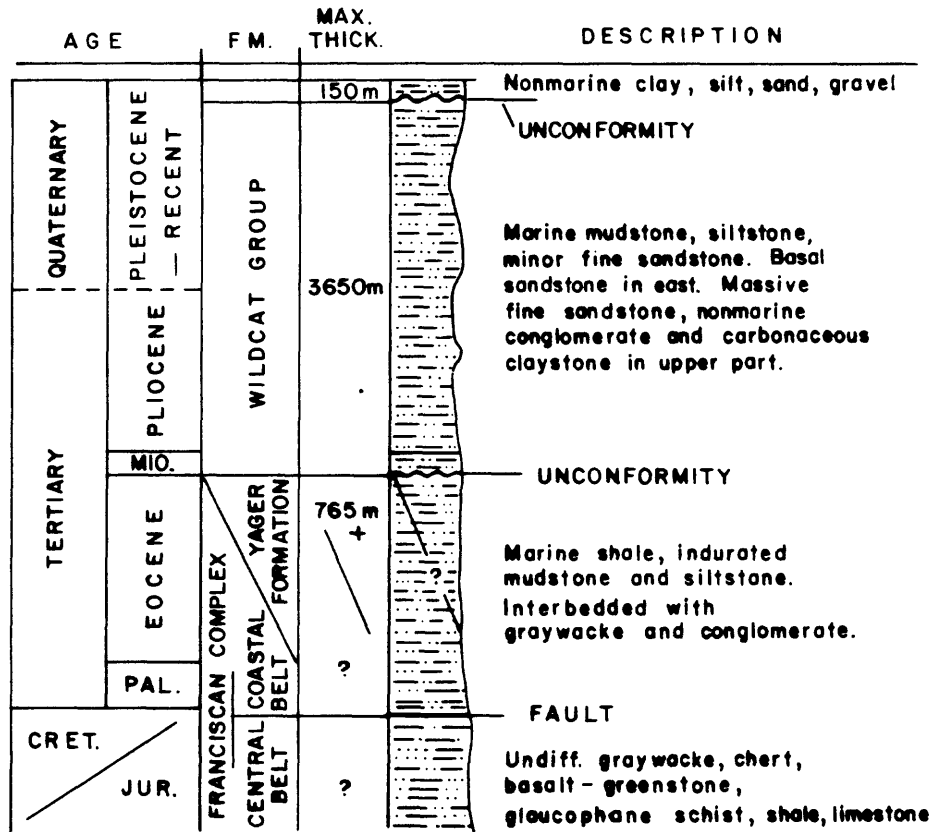 AGE
FM.
MAX.
THICK.
DESCRIPTION
QUATERNARY
PLEISTOCENE
— RECENT
150 m
Nonmarine clay, silt, sand, gravel
UNCONFORMITY
WILDCAT GROUP
3650m
Marine mudstone, siltstone,
minor fine sandstone. Basal
sandstone in east. Massive
fine sandstone, nonmarine
conglomerate and carbonaceous
claystone in upper part.
TERTIARY
PLIOCENE
MIO.
UNCONFORMITY
EOCENE
YAGER
FORMATION
765 m
+
?
Marine shale, indurated
mudstone and siltstane.
Interbedded with
graywacke and conglomerate.
PAL.
FRANCISCAN COMPLEX
COASTAL
BELT
?
FAULT
CRET.
JUR.
CENTRAL
BELT
?
Undiff. graywacke, chert,
basalt - greenstone,
glaucophane schist, shale, limestone